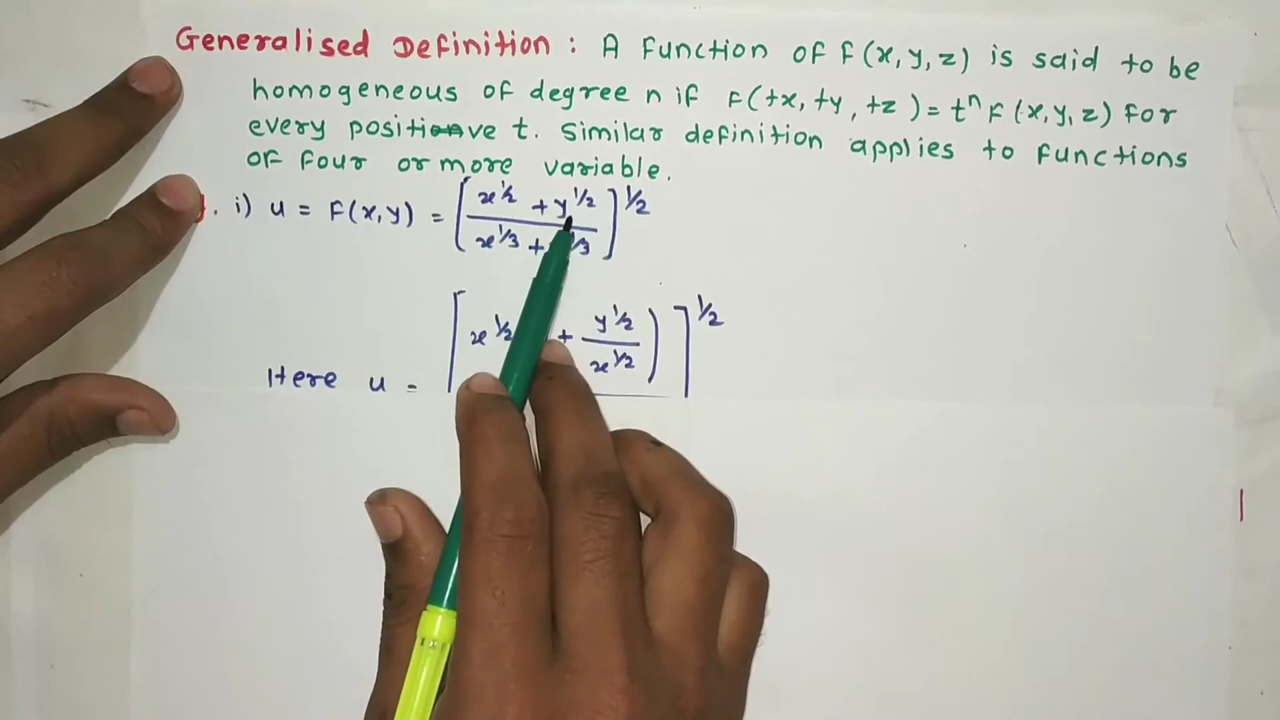 Generalised Definition : A function of F(x, y, z) is said to be
homogeneous of degree n if F(tx, ty, tz) = tⁿ F(x, y, z) for
every positive t. Similar definition applies to functions
of four or more variable.
i) u = F(x, y) = [ (x^1/2 + y^1/2) / (x^1/3 + 1/3) ]^1/2
Here u = [ x^1/2 + y^1/2 / x^1/2 ) ]^1/2